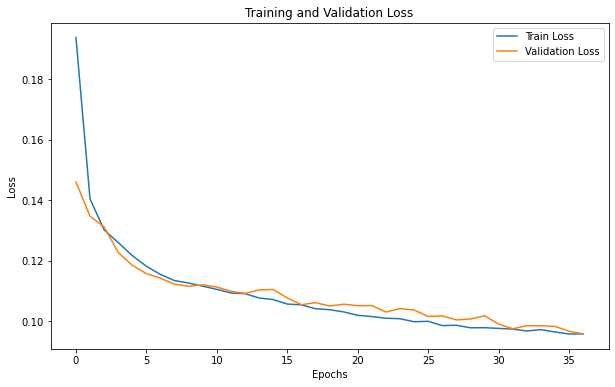 Training and Validation Loss
Train Loss
Validation Loss
Loss
0.18
0.16
0.14
0.12
0.10
0 5 10 15 20 25 30 35
Epochs